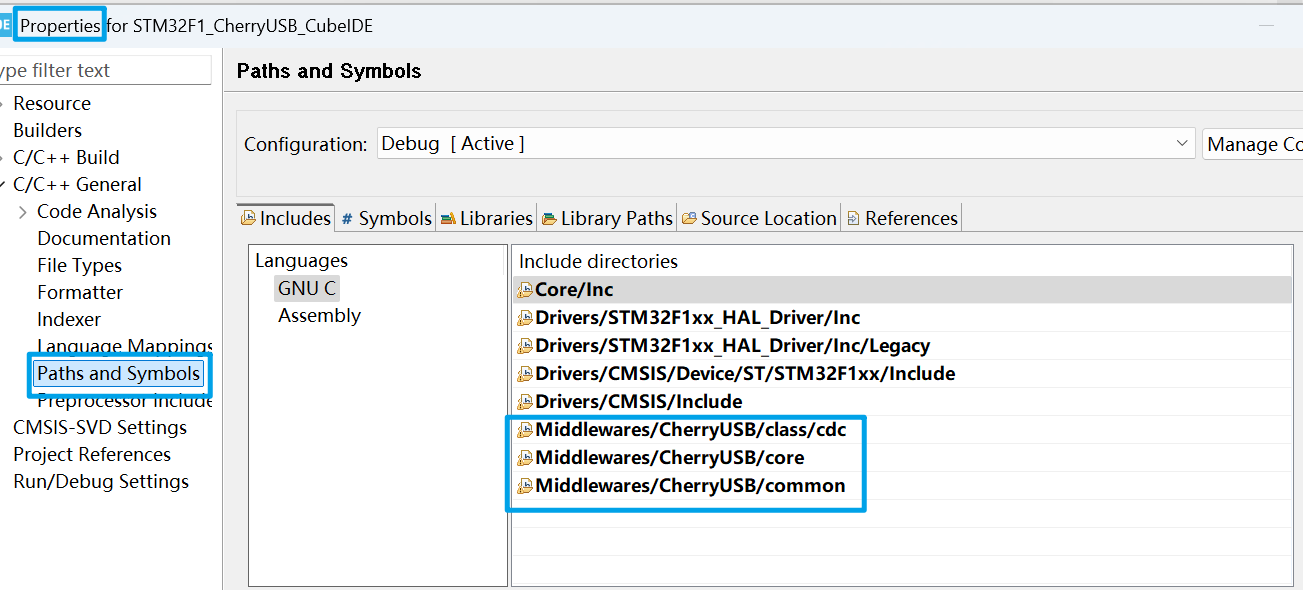 DE Properties for STM32F1_CherryUSB_CubeIDE
ype filter text
Paths and Symbols
Resource
Builders
C/C++ Build
C/C++ General
Code Analysis
Documentation
File Types
Formatter
Indexer
Language Mappings
Paths and Symbols
Preprocessor Include
CMSIS-SVD Settings
Project References
Run/Debug Settings
Configuration: Debug [ Active ] Manage Co
Includes # Symbols Libraries Library Paths Source Location References
Languages
GNU C
Assembly
Include directories
Core/Inc
Drivers/STM32F1xx_HAL_Driver/Inc
Drivers/STM32F1xx_HAL_Driver/Inc/Legacy
Drivers/CMSIS/Device/ST/STM32F1xx/Include
Drivers/CMSIS/Include
Middlewares/CherryUSB/class/cdc
Middlewares/CherryUSB/core
Middlewares/CherryUSB/common